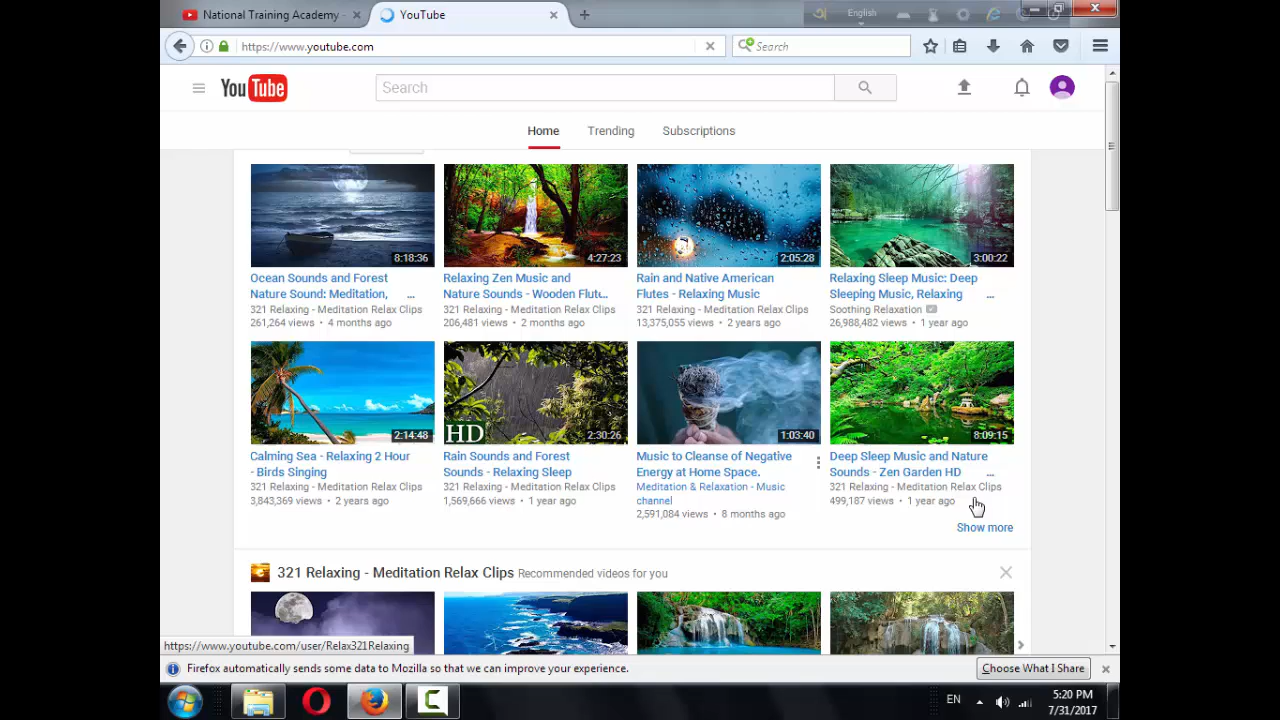 National Training Academy -
YouTube
English
https://www.youtube.com
Search
YouTube
Search
Home
Trending
Subscriptions
8:18:36
4:27:23
2:05:28
3:00:22
Ocean Sounds and Forest
Nature Sound: Meditation, ...
321 Relaxing - Meditation Relax Clips
261,264 views • 4 months ago
Relaxing Zen Music and
Nature Sounds - Wooden Flut...
321 Relaxing - Meditation Relax Clips
206,481 views • 2 months ago
Rain and Native American
Flutes - Relaxing Music
321 Relaxing - Meditation Relax Clips
13,375,055 views • 2 years ago
Relaxing Sleep Music: Deep
Sleeping Music, Relaxing ...
Soothing Relaxation
26,988,482 views • 1 year ago
2:14:48
HD
2:30:26
1:03:40
8:09:15
Calming Sea - Relaxing 2 Hour
- Birds Singing
321 Relaxing - Meditation Relax Clips
3,843,369 views • 2 years ago
Rain Sounds and Forest
Sounds - Relaxing Sleep
321 Relaxing - Meditation Relax Clips
1,569,666 views • 1 year ago
Music to Cleanse of Negative
Energy at Home Space.
Meditation & Relaxation - Music
channel
2,591,084 views • 8 months ago
Deep Sleep Music and Nature
Sounds - Zen Garden HD ...
321 Relaxing - Meditation Relax Clips
499,187 views • 1 year ago
Show more
321 Relaxing - Meditation Relax Clips Recommended videos for you
https://www.youtube.com/user/Relax321Relaxing
Firefox automatically sends some data to Mozilla so that we can improve your experience.
Choose What I Share
EN
5:20 PM
7/31/2017